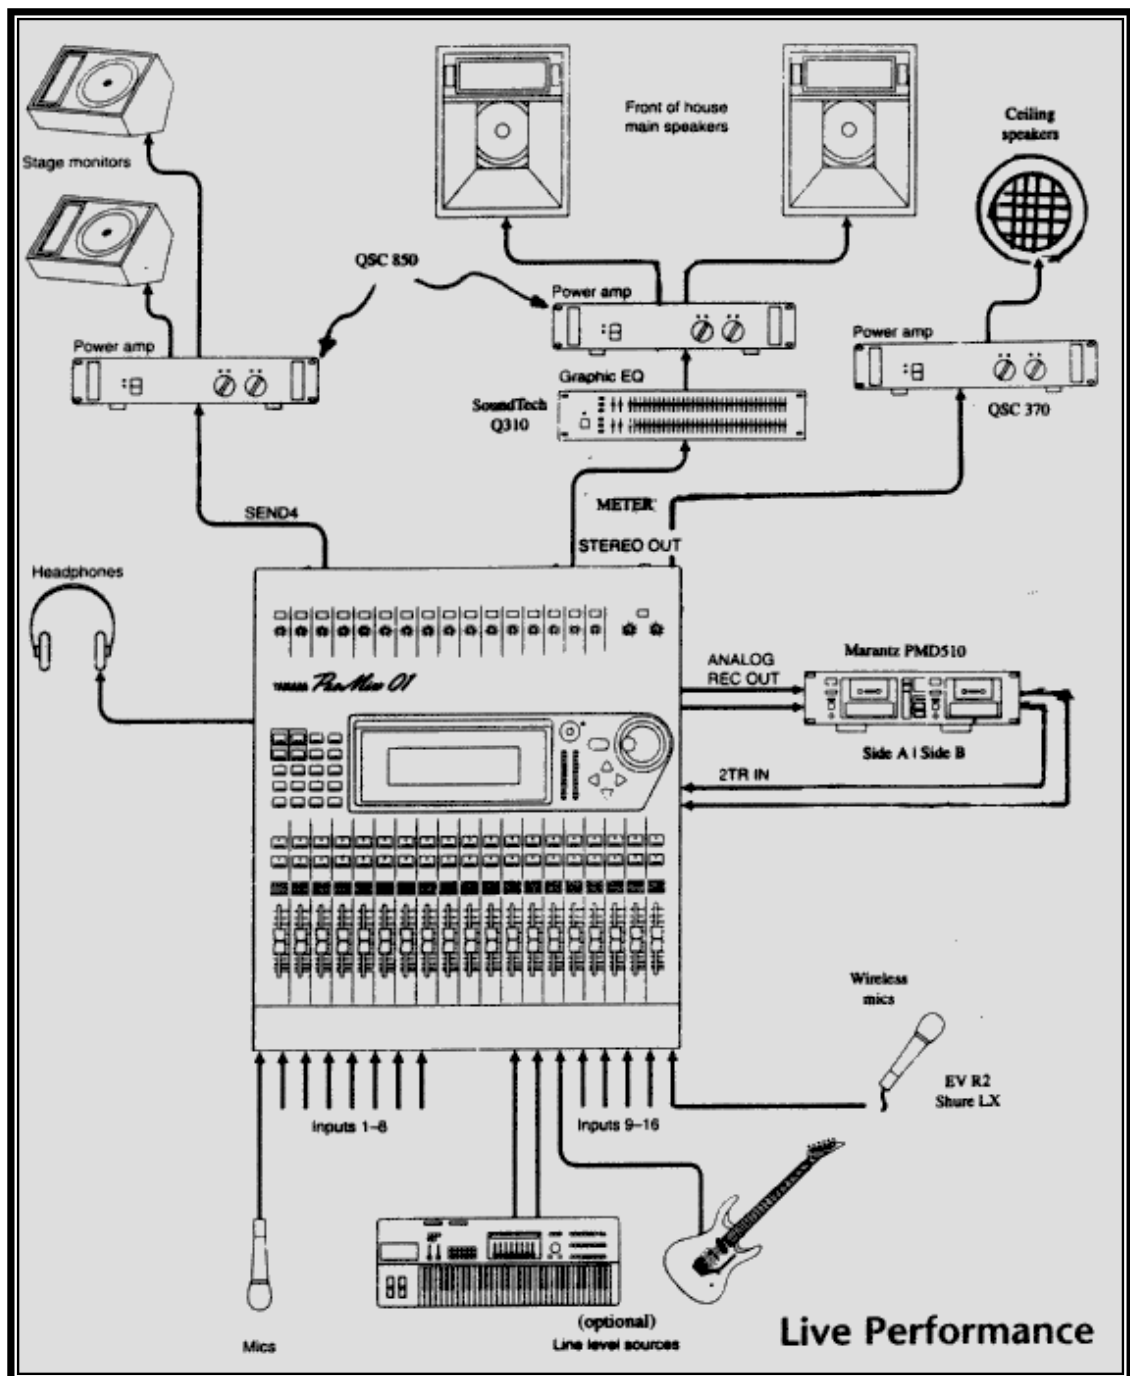 Front of house
main speakers
Ceiling
speakers
Stage monitors
QSC 850
Power amp
Power amp
Power amp
Graphic EQ
SoundTech
Q310
QSC 370
METER
SEND4
STEREO OUT
Headphones
ANALOG
REC OUT
Marantz PMD510
YAMAHA ProMix 01
Side A | Side B
2TR IN
Wireless
mics
EV R2
Shure LX
Inputs 1–8
Inputs 9–16
(optional)
Line level sources
Mics
Live Performance